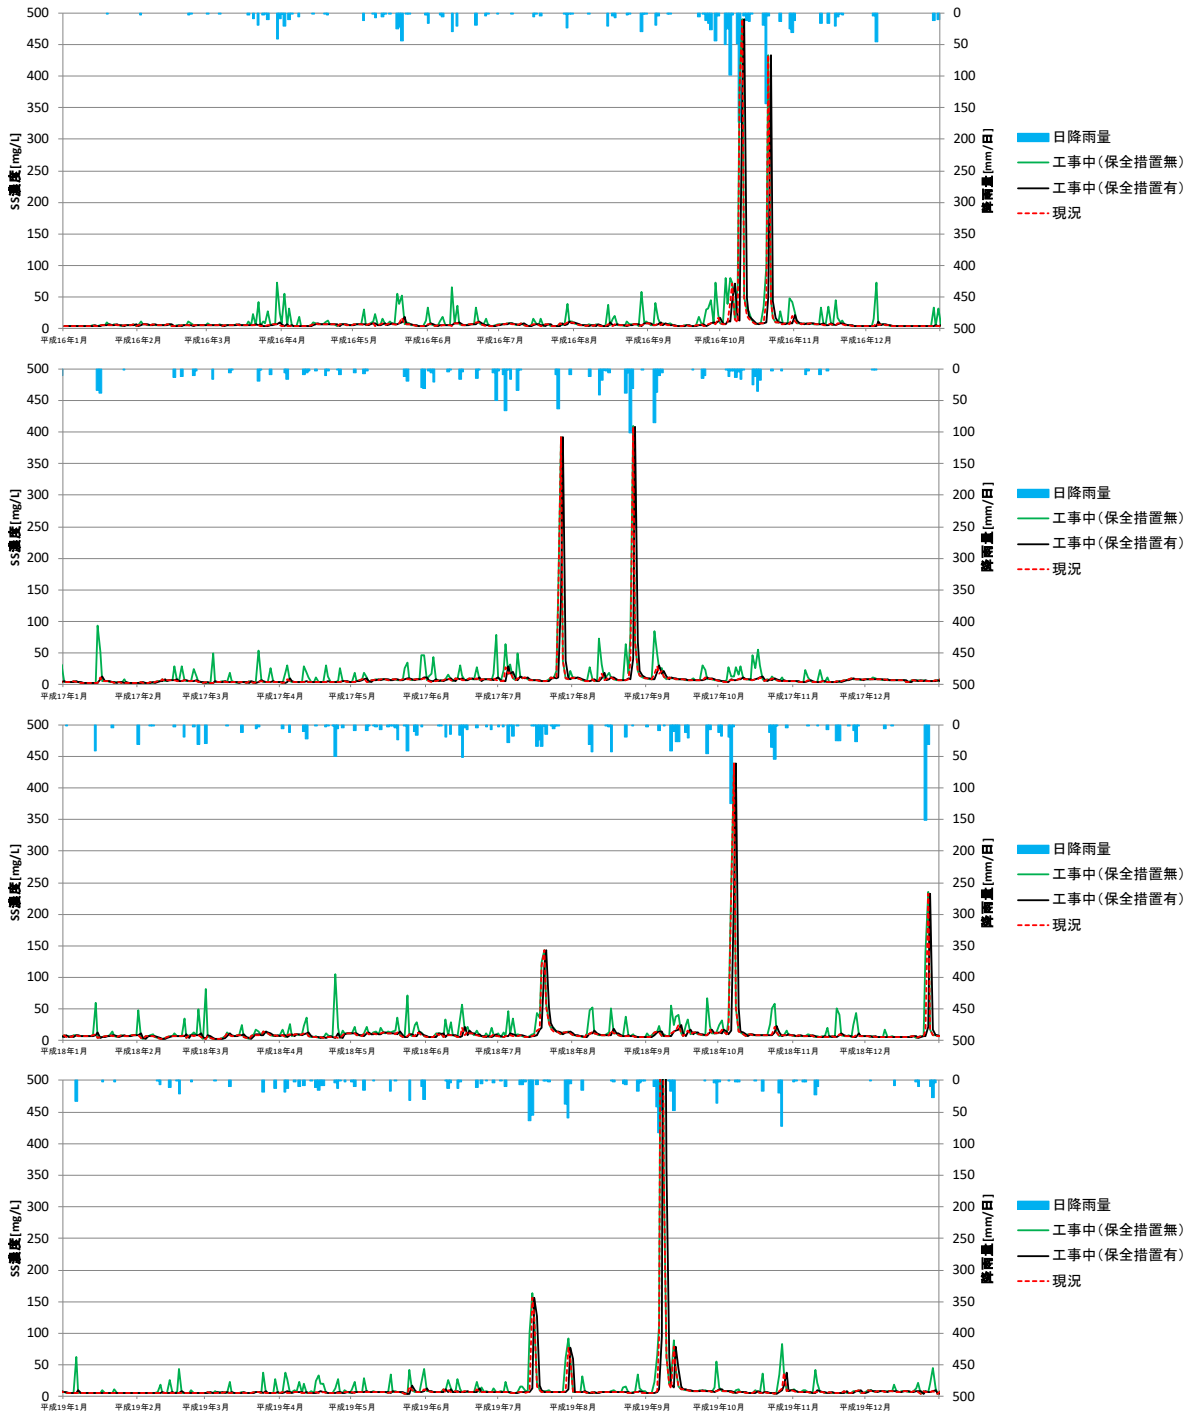 500 0
450 50
400 100
350 150
300 200
250 250
200 300
150 350
100 400
50 450
0 500
SS濃度[mg/L]
降雨量[mm/日]
平成16年1月 平成16年2月 平成16年3月 平成16年4月 平成16年5月 平成16年6月 平成16年7月 平成16年8月 平成16年9月 平成16年10月 平成16年11月 平成16年12月
日降雨量
工事中(保全措置無)
工事中(保全措置有)
現況
500 0
450 50
400 100
350 150
300 200
250 250
200 300
150 350
100 400
50 450
0 500
SS濃度[mg/L]
降雨量[mm/日]
平成17年1月 平成17年2月 平成17年3月 平成17年4月 平成17年5月 平成17年6月 平成17年7月 平成17年8月 平成17年9月 平成17年10月 平成17年11月 平成17年12月
日降雨量
工事中(保全措置無)
工事中(保全措置有)
現況
500 0
450 50
400 100
350 150
300 200
250 250
200 300
150 350
100 400
50 450
0 500
SS濃度[mg/L]
降雨量[mm/日]
平成18年1月 平成18年2月 平成18年3月 平成18年4月 平成18年5月 平成18年6月 平成18年7月 平成18年8月 平成18年9月 平成18年10月 平成18年11月 平成18年12月
日降雨量
工事中(保全措置無)
工事中(保全措置有)
現況
500 0
450 50
400 100
350 150
300 200
250 250
200 300
150 350
100 400
50 450
0 500
SS濃度[mg/L]
降雨量[mm/日]
平成19年1月 平成19年2月 平成19年3月 平成19年4月 平成19年5月 平成19年6月 平成19年7月 平成19年8月 平成19年9月 平成19年10月 平成19年11月 平成19年12月
日降雨量
工事中(保全措置無)
工事中(保全措置有)
現況